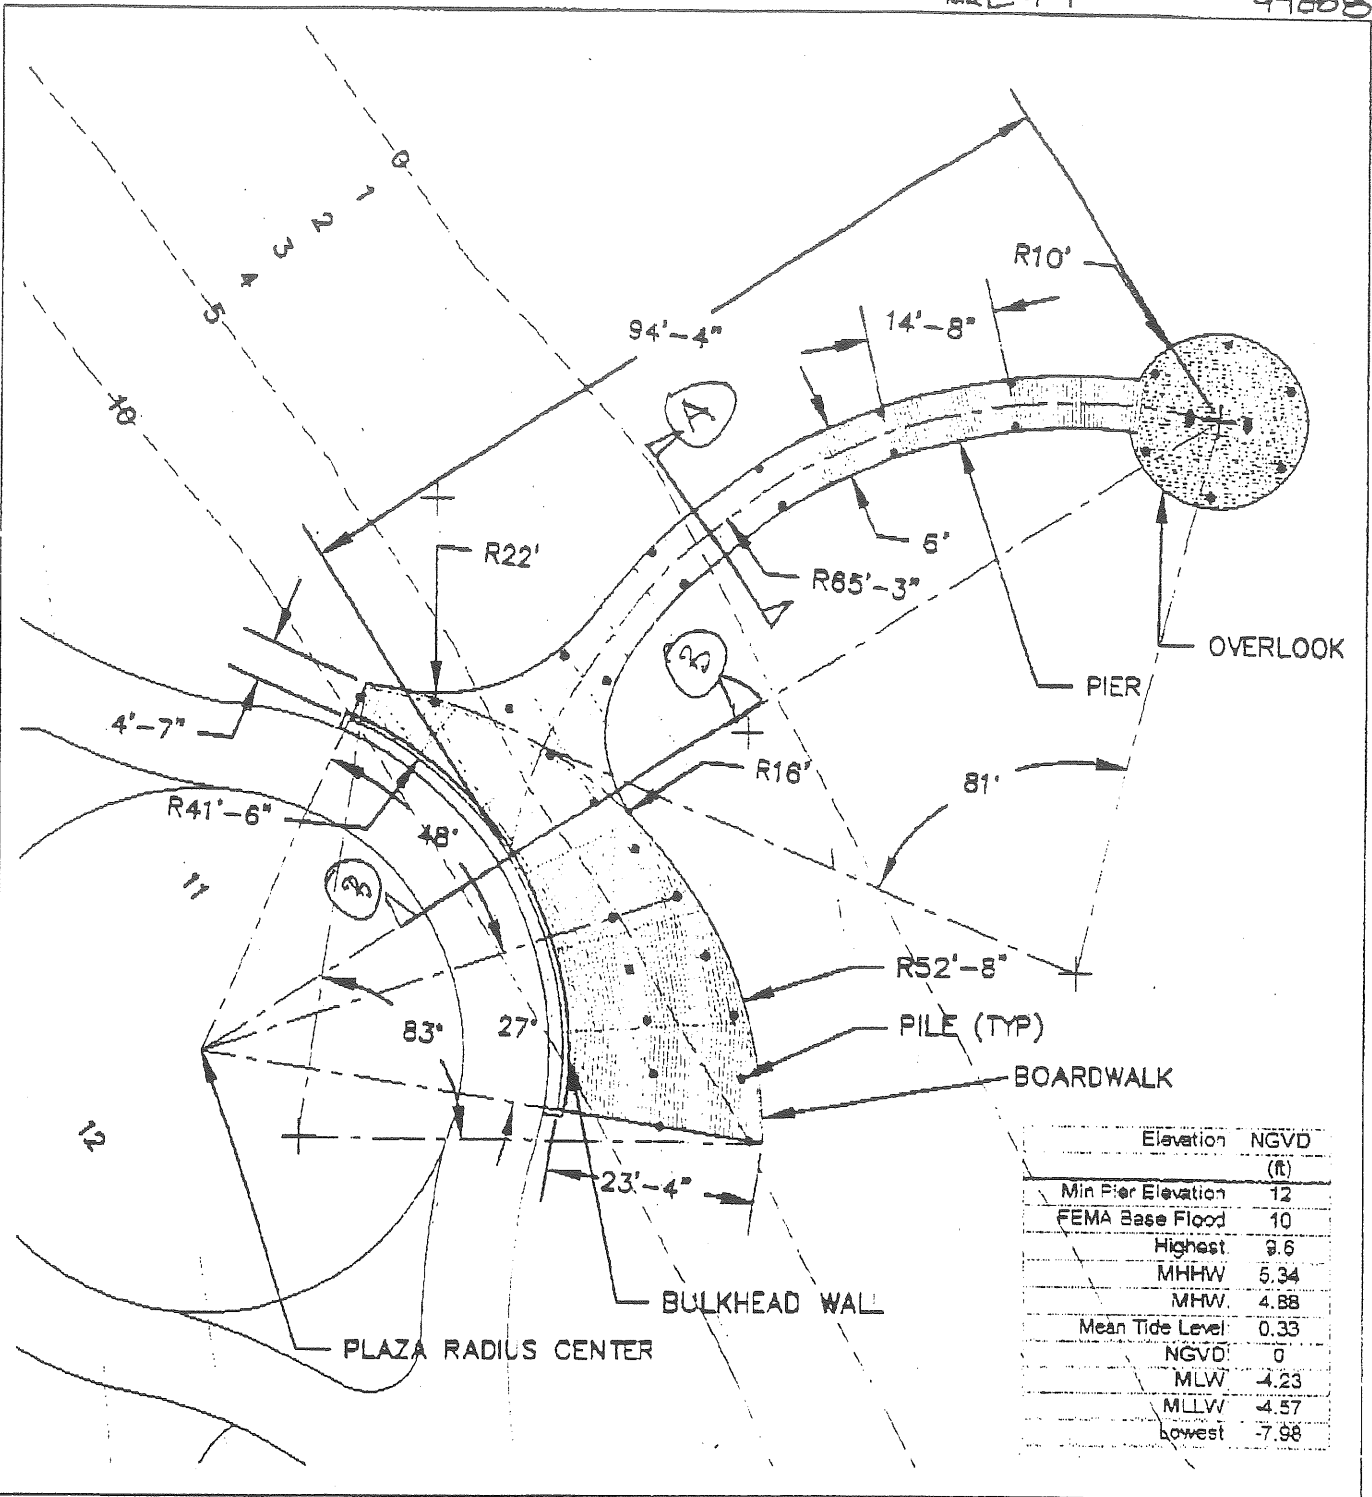 0
1
2
3
4
5
10
R10'
14'-8"
94'-4"
A
R22'
6'
R65'-3"
OVERLOOK
B
PIER
4'-7"
R16'
81'
R41'-6"
48'
11
B
R52'-8"
83°
27°
PILE (TYP)
BOARDWALK
12
23'-4"
BULKHEAD WALL
PLAZA RADIUS CENTER
Elevation NGVD
(ft)
Min Pier Elevation 12
FEMA Base Flood 10
Highest 9.6
MHHW 5.34
MHW 4.88
Mean Tide Level 0.33
NGVD 0
MLW -4.23
MLLW -4.57
Lowest -7.98